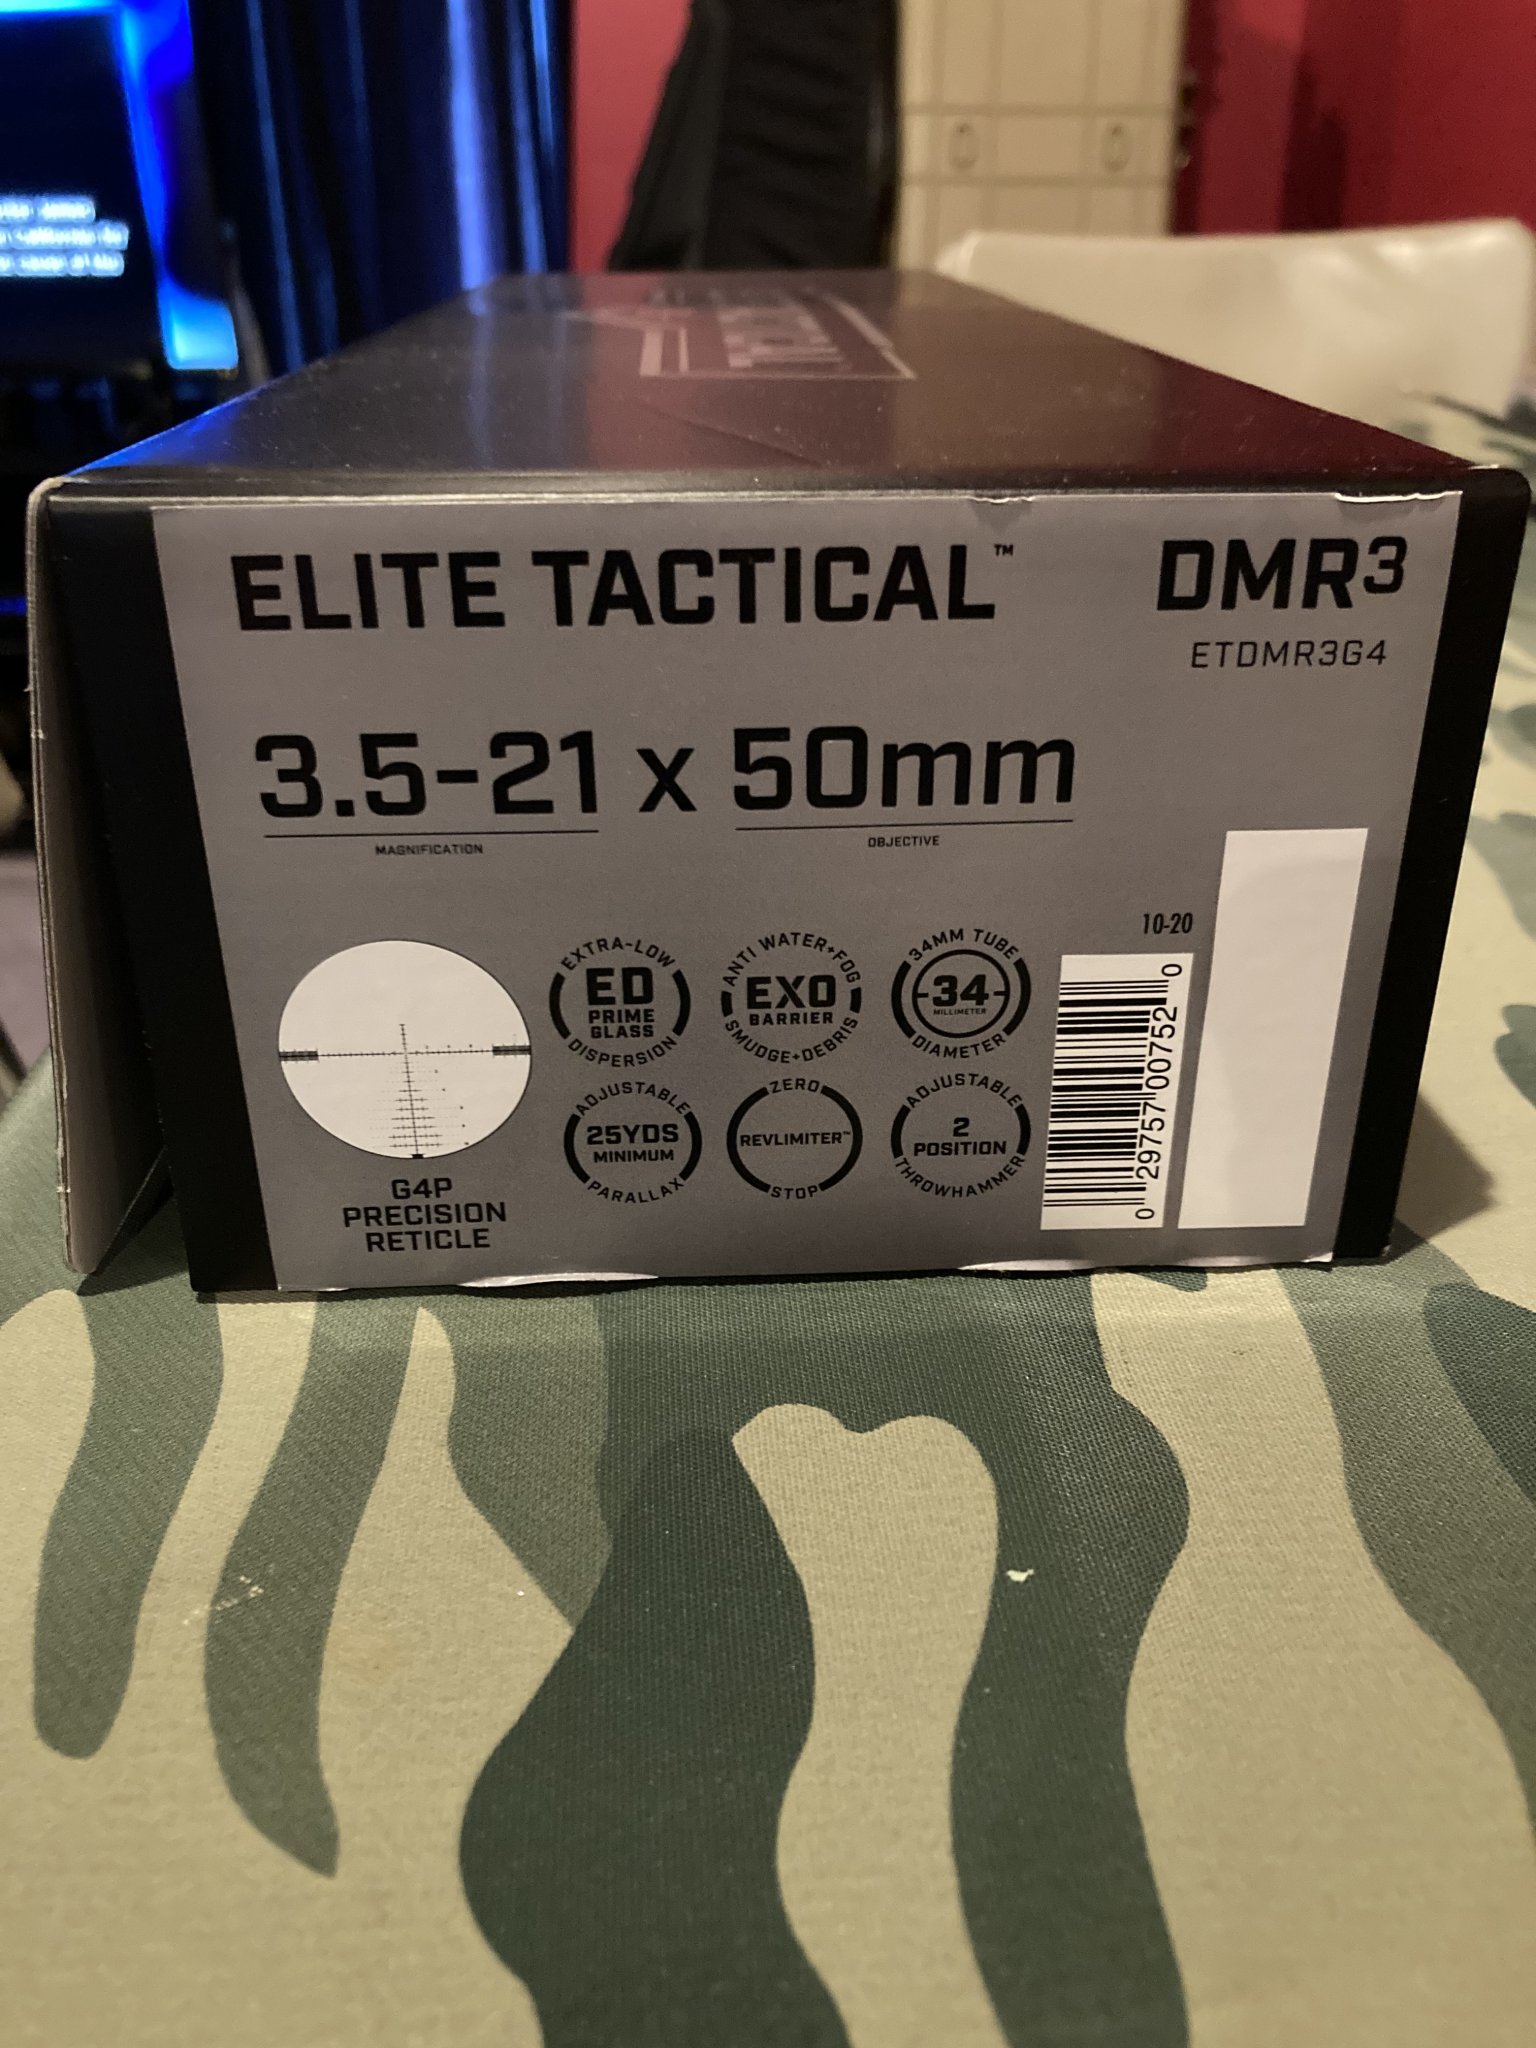 ELITE TACTICAL™
DMR3
ETDMR3G4
3.5-21 x 50mm
MAGNIFICATION
OBJECTIVE
G4P
PRECISION
RETICLE
EXTRA-LOW
ED
PRIME
GLASS
DISPERSION
ANTI WATER+FOG
EXO
BARRIER
SMUDGE+DEBRIS
34MM TUBE
-34-
MILLIMETER
DIAMETER
ADJUSTABLE
25YDS
MINIMUM
PARALLAX
ZERO
REVLIMITER™
STOP
ADJUSTABLE
2
POSITION
THROWHAMMER
10-20
0 29757 00752 0